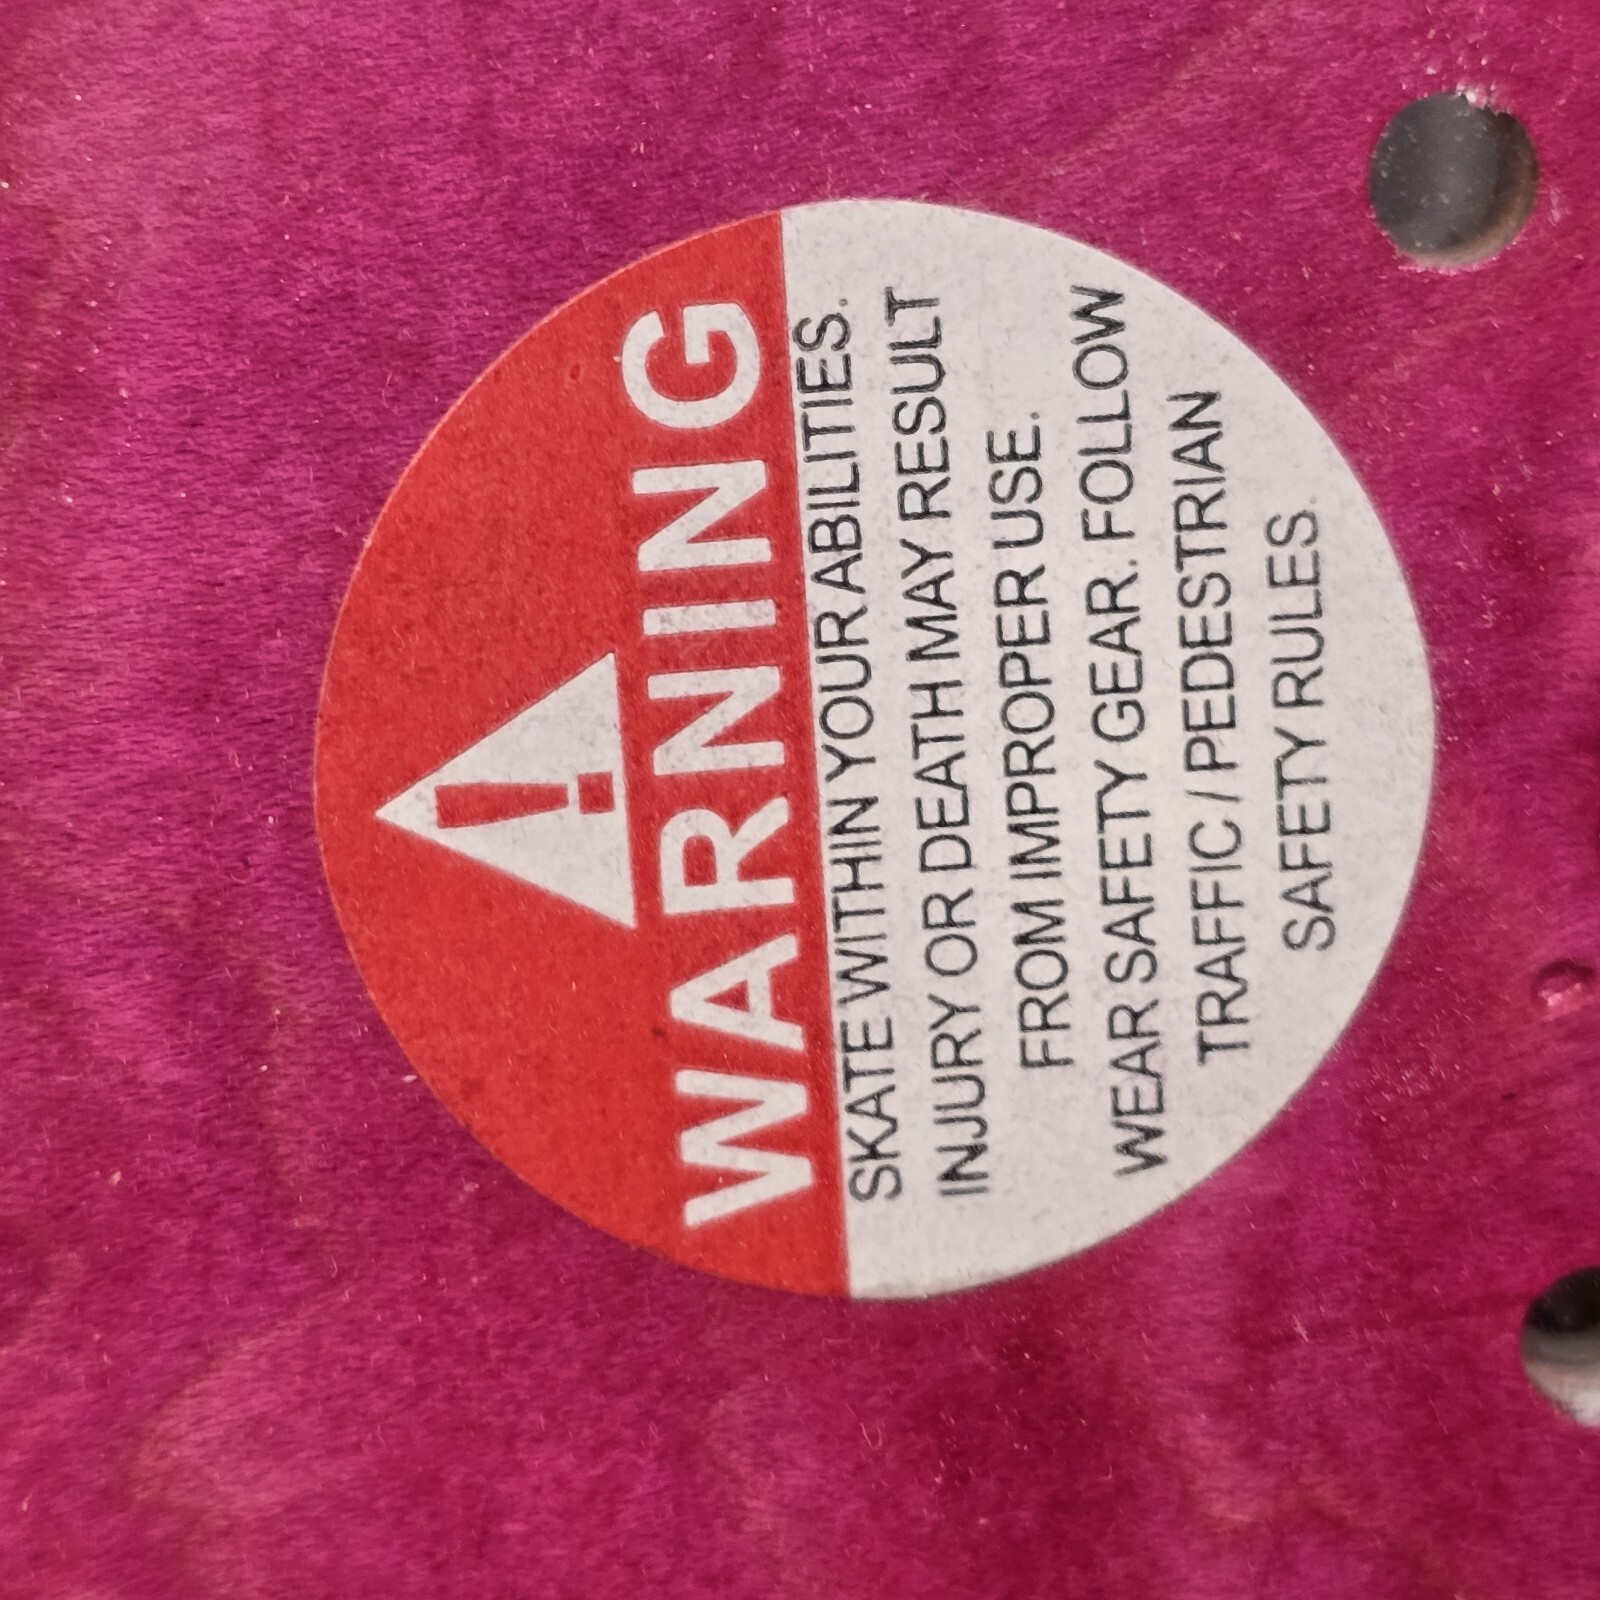 WARNING
SKATE WITHIN YOUR ABILITIES.
INJURY OR DEATH MAY RESULT
FROM IMPROPER USE.
WEAR SAFETY GEAR. FOLLOW
TRAFFIC / PEDESTRIAN
SAFETY RULES.